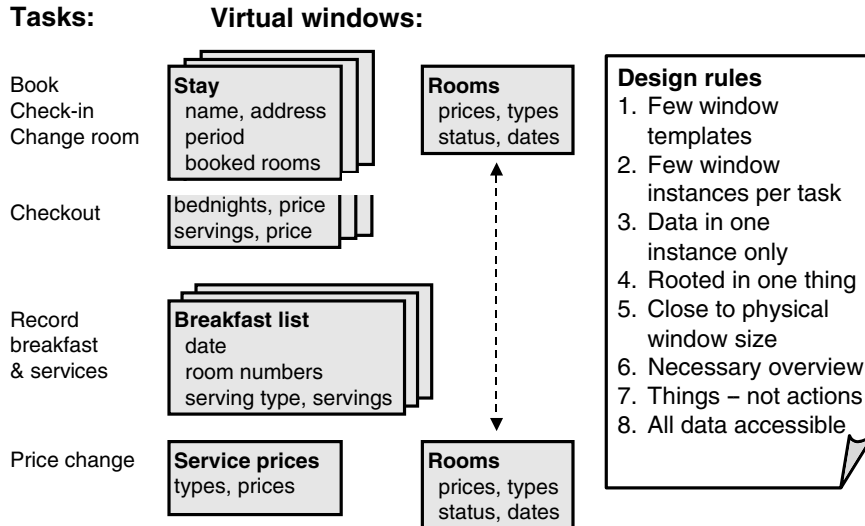 Tasks:
Virtual windows:
Book
Check-in
Change room
Stay
name, address
period
booked rooms
Rooms
prices, types
status, dates
Checkout
bednights, price
servings, price
Record
breakfast
& services
Breakfast list
date
room numbers
serving type, servings
Price change
Service prices
types, prices
Rooms
prices, types
status, dates
Design rules
1. Few window
templates
2. Few window
instances per task
3. Data in one
instance only
4. Rooted in one thing
5. Close to physical
window size
6. Necessary overview
7. Things – not actions
8. All data accessible